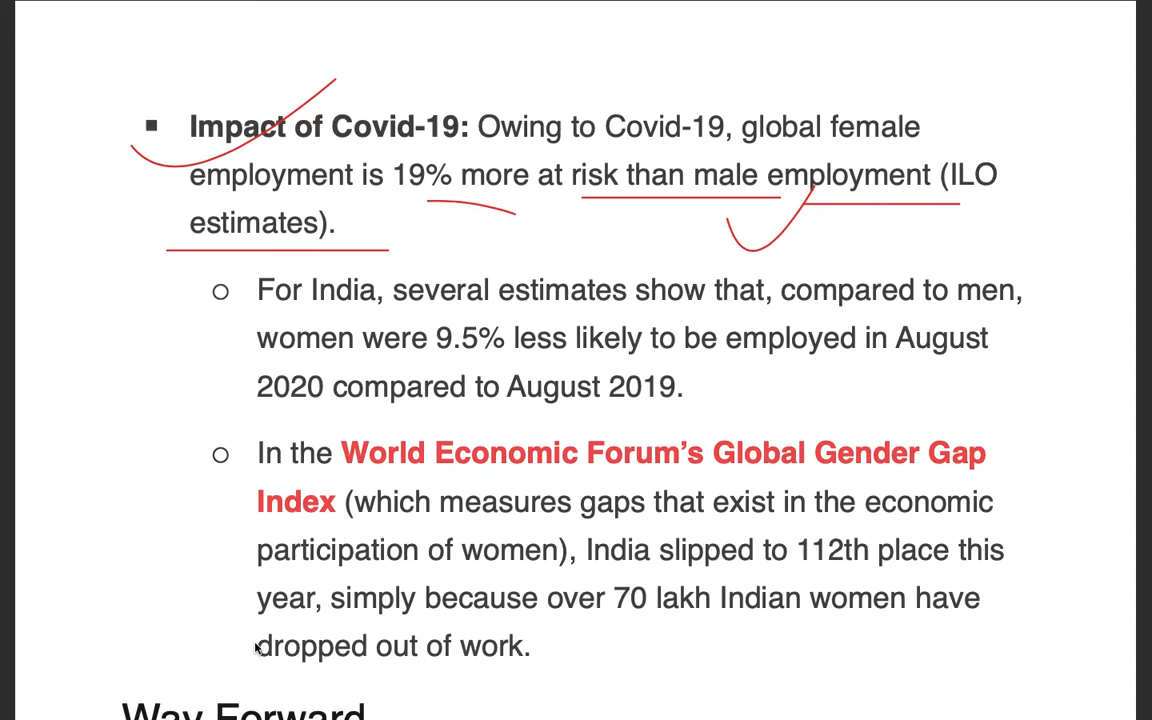 ▪ Impact of Covid-19: Owing to Covid-19, global female
employment is 19% more at risk than male employment (ILO
estimates).
○ For India, several estimates show that, compared to men,
women were 9.5% less likely to be employed in August
2020 compared to August 2019.
○ In the World Economic Forum’s Global Gender Gap
Index (which measures gaps that exist in the economic
participation of women), India slipped to 112th place this
year, simply because over 70 lakh Indian women have
dropped out of work.
Way Forward